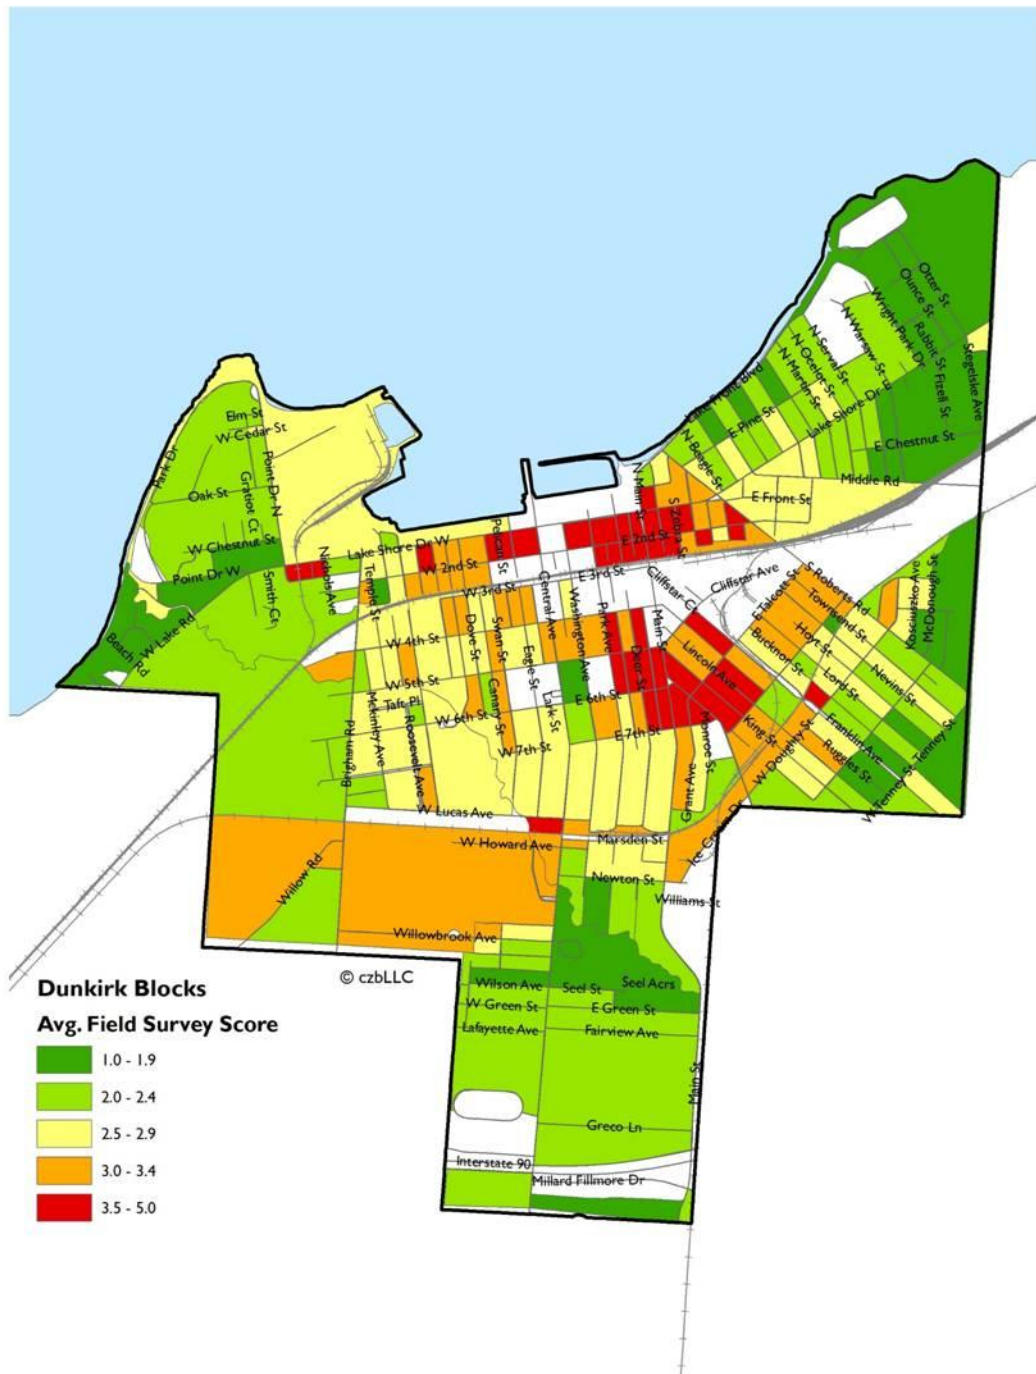 Otter St
Ounce St
Wright Park Dr
Rabbit St
Fizell St
Stegelske Ave
N Warsaw St
N Serval St
N Ocelot St
N Martin St
Lake Shore Dr E
Lake Front Blvd
E Pine St
N Beagle St
E Chestnut St
Middle Rd
E Front St
Elm St
W Cedar St
Park Dr
Point Dr N
Oak St
Gratiot Ct
W Chestnut St
Point Dr W
Smith Ct
Nichols Ave
Temple St
Lake Shore Dr W
W 2nd St
Pelican St
W 3rd St
N Main St
S Zebra St
E 2nd St
E 3rd St
Central Ave
Washington Ave
Park Ave
Main St
Cliffstar Ct
Cliffstar Ave
S Roberts Rd
E Talcott St
Townsend St
Kosciuszko Ave
McDonough St
W Lake Rd
Beach Rd
W 4th St
Dove St
Swan St
Eagle St
Deer St
Lincoln Ave
Bucknor St
Hoyt St
Lord St
Nevins St
W 5th St
Taft Pl
Mckinley Ave
Roosevelt Ave
Canary St
Lark St
E 6th St
W 6th St
W 7th St
E 7th St
Monroe St
King St
W Doughty St
Franklin Ave
Ruggles St
W Tenney St
Tenney St
Brigham Rd
Grant Ave
W Lucas Ave
W Howard Ave
Marsden St
Ice Cream Dr
Willow Rd
Newton St
Williams St
Willowbrook Ave
© czbLLC
Wilson Ave
Seel St
Seel Acrs
W Green St
E Green St
Lafayette Ave
Fairview Ave
Main St
Greco Ln
Interstate 90
Millard Fillmore Dr
Dunkirk Blocks
Avg. Field Survey Score
1.0 - 1.9
2.0 - 2.4
2.5 - 2.9
3.0 - 3.4
3.5 - 5.0